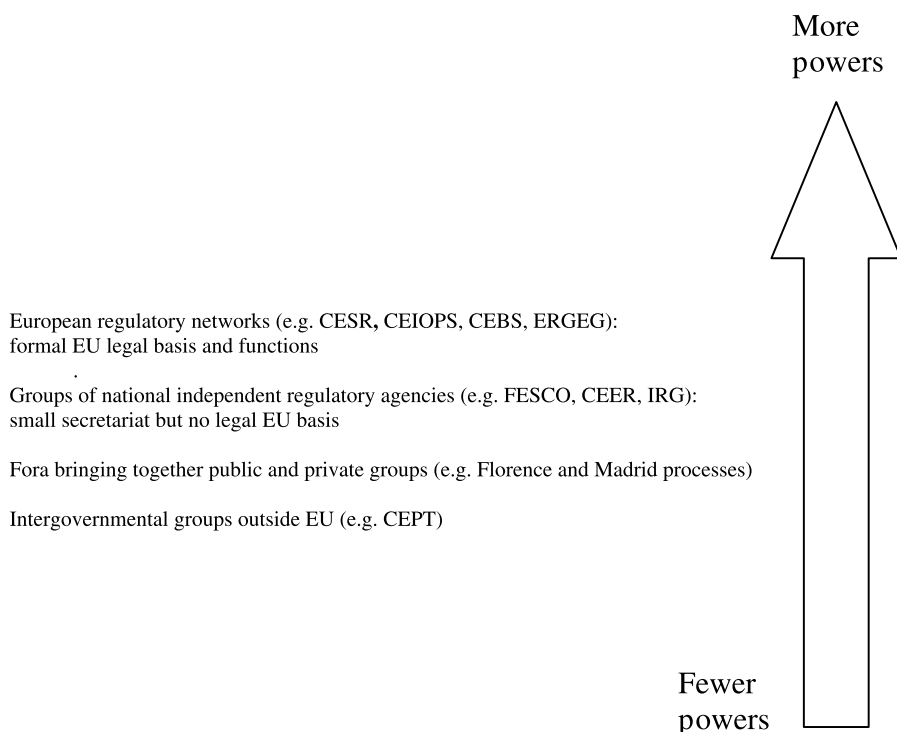 More
powers
European regulatory networks (e.g. CESR, CEIOPS, CEBS, ERGEG):
formal EU legal basis and functions
.
Groups of national independent regulatory agencies (e.g. FESCO, CEER, IRG):
small secretariat but no legal EU basis
Fora bringing together public and private groups (e.g. Florence and Madrid processes)
Intergovernmental groups outside EU (e.g. CEPT)
Fewer
powers